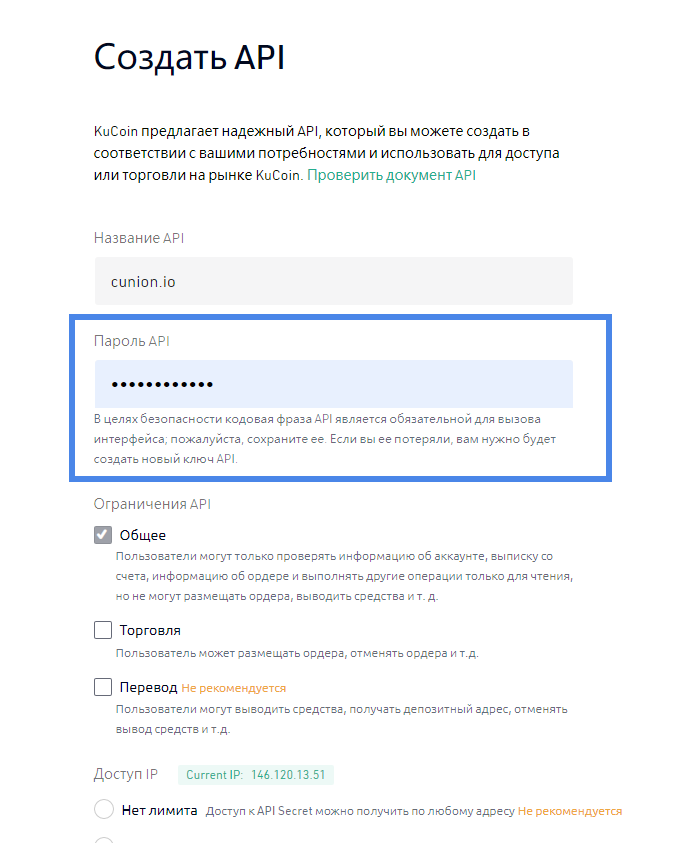 Создать API
KuCoin предлагает надежный API, который вы можете создать в
соответствии с вашими потребностями и использовать для доступа
или торговли на рынке KuCoin. Проверить документ API
Название API
cunion.io
Пароль API
••••••••••••
В целях безопасности кодовая фраза API является обязательной для вызова
интерфейса; пожалуйста, сохраните ее. Если вы ее потеряли, вам нужно будет
создать новый ключ API.
Ограничения API
Общее
Пользователи могут только проверять информацию об аккаунте, выписку со
счета, информацию об ордере и выполнять другие операции только для чтения,
но не могут размещать ордера, выводить средства и т. д.
Торговля
Пользователь может размещать ордера, отменять ордера и т.д.
Перевод Не рекомендуется
Пользователи могут выводить средства, получать депозитный адрес, отменять
вывод средств и т.д.
Доступ IP Current IP: 146.120.13.51
Нет лимита Доступ к API Secret можно получить по любому адресу Не рекомендуется